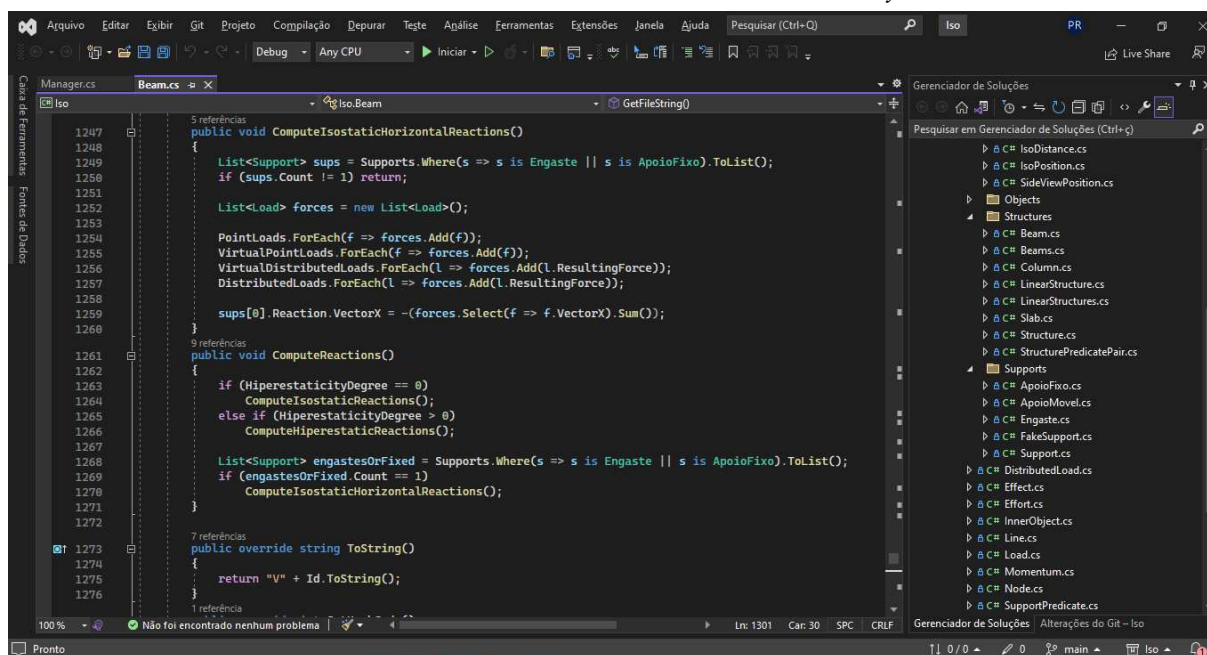 Arquivo Editar Exibir Git Projeto Compilação Depurar Teste Análise Ferramentas Extensões Janela Ajuda Pesquisar (Ctrl+Q) Iso PR
Debug Any CPU Iniciar Live Share
Caixa de Ferramentas Fontes de Dados
Manager.cs Beam.cs
Iso Iso.Beam GetFileString()
5 referências
1247 public void ComputeIsostaticHorizontalReactions()
1248 {
1249 List<Support> sups = Supports.Where(s => s is Engaste || s is ApoioFixo).ToList();
1250 if (sups.Count != 1) return;
1251
1252 List<Load> forces = new List<Load>();
1253
1254 PointLoads.ForEach(f => forces.Add(f));
1255 VirtualPointLoads.ForEach(f => forces.Add(f));
1256 VirtualDistributedLoads.ForEach(l => forces.Add(l.ResultingForce));
1257 DistributedLoads.ForEach(l => forces.Add(l.ResultingForce));
1258
1259 sups[0].Reaction.VectorX = -(forces.Select(f => f.VectorX).Sum());
1260 }
9 referências
1261 public void ComputeReactions()
1262 {
1263 if (HiperestaticityDegree == 0)
1264 ComputeIsostaticReactions();
1265 else if (HiperestaticityDegree > 0)
1266 ComputeHiperestaticReactions();
1267
1268 List<Support> engastesOrFixed = Supports.Where(s => s is Engaste || s is ApoioFixo).ToList();
1269 if (engastesOrFixed.Count == 1)
1270 ComputeIsostaticHorizontalReactions();
1271 }
1272
7 referências
1273 public override string ToString()
1274 {
1275 return "V" + Id.ToString();
1276 }
1 referência
100 % Não foi encontrado nenhum problema Ln: 1301 Car: 30 SPC CRLF
Gerenciador de Soluções
Pesquisar em Gerenciador de Soluções (Ctrl+ç)
C# IsoDistance.cs
C# IsoPosition.cs
C# SideViewPosition.cs
Objects
Structures
C# Beam.cs
C# Beams.cs
C# Column.cs
C# LinearStructure.cs
C# LinearStructures.cs
C# Slab.cs
C# Structure.cs
C# StructurePredicatePair.cs
Supports
C# ApoioFixo.cs
C# ApoioMovel.cs
C# Engaste.cs
C# FakeSupport.cs
C# Support.cs
C# DistributedLoad.cs
C# Effect.cs
C# Effort.cs
C# InnerObject.cs
C# Line.cs
C# Load.cs
C# Momentum.cs
C# Node.cs
C# SupportPredicate.cs
Gerenciador de Soluções Alterações do Git – Iso
Pronto 0 / 0 0 main Iso